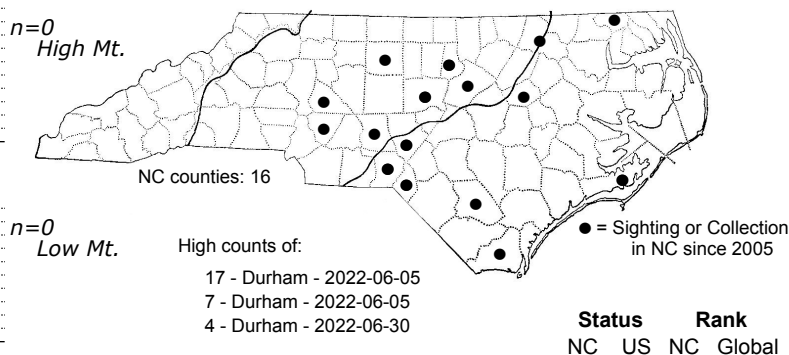 n=0
High Mt.
NC counties: 16
n=0
Low Mt.
High counts of:
17 - Durham - 2022-06-05
7 - Durham - 2022-06-05
4 - Durham - 2022-06-30
● = Sighting or Collection
in NC since 2005
Status Rank
NC US NC Global